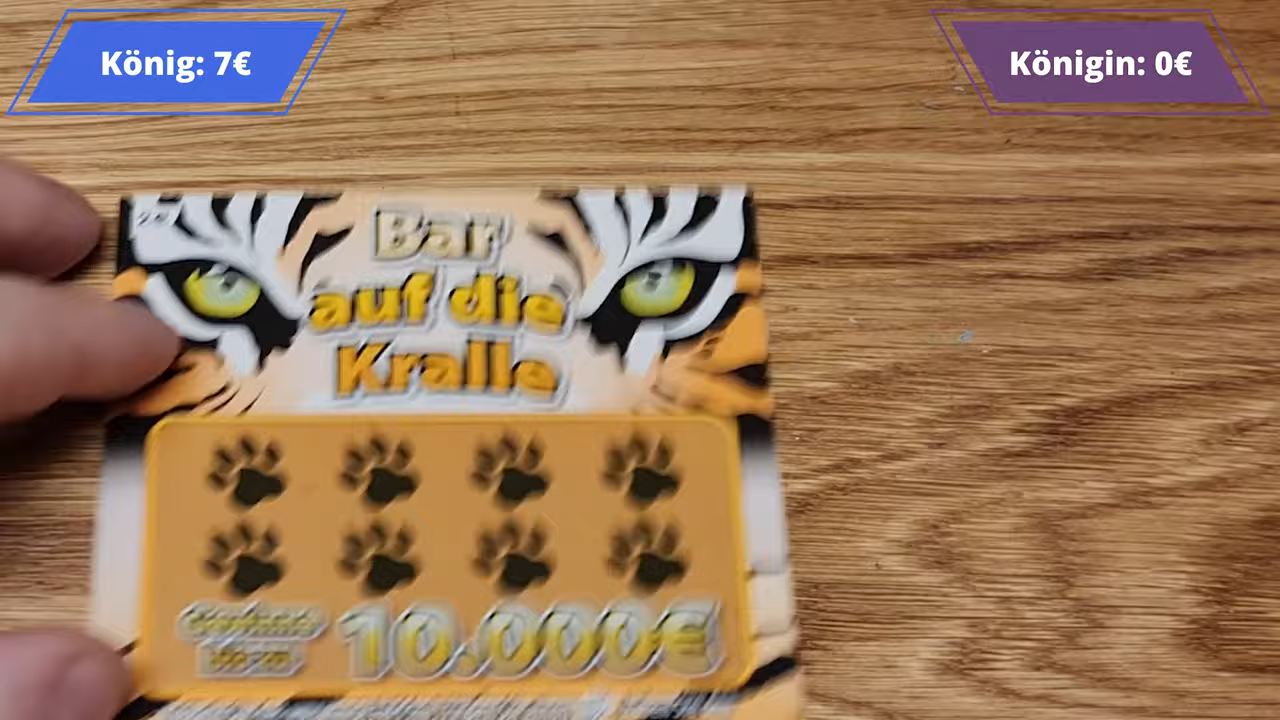 König: 7€
Königin: 0€
Bar
auf die
Kralle
10.000€